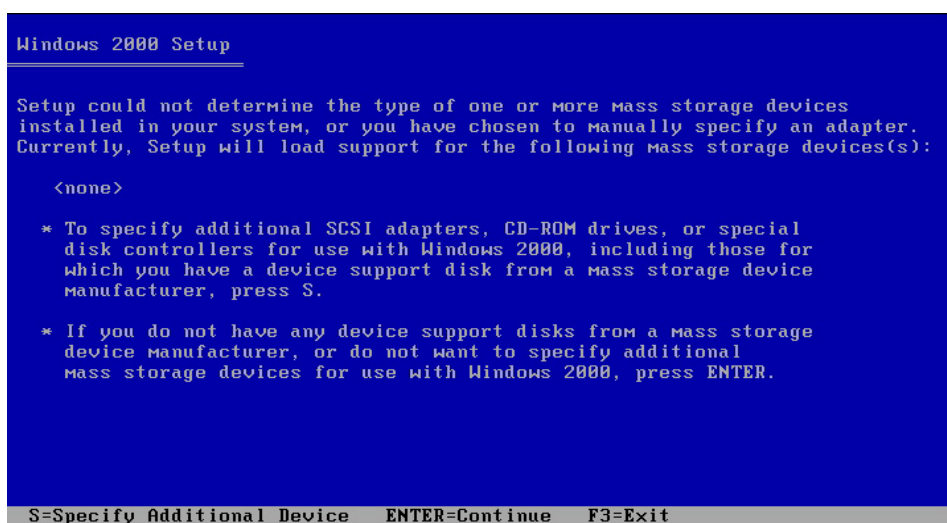 Windows 2000 Setup
Setup could not determine the type of one or more mass storage devices
installed in your system, or you have chosen to manually specify an adapter.
Currently, Setup will load support for the following mass storage devices(s):
<none>
* To specify additional SCSI adapters, CD-ROM drives, or special
disk controllers for use with Windows 2000, including those for
which you have a device support disk from a mass storage device
manufacturer, press S.
* If you do not have any device support disks from a mass storage
device manufacturer, or do not want to specify additional
mass storage devices for use with Windows 2000, press ENTER.
S=Specify Additional Device ENTER=Continue F3=Exit